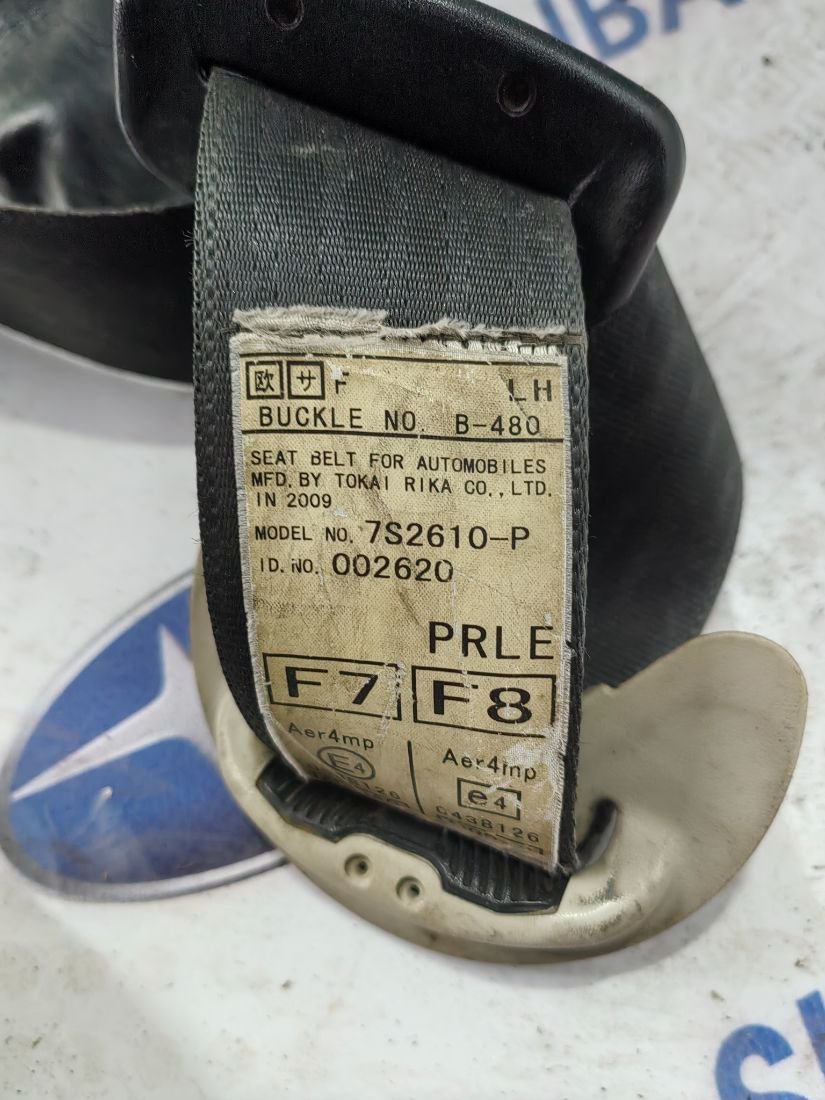 欧 サ F LH
BUCKLE NO. B-480
SEAT BELT FOR AUTOMOBILES
MFD. BY TOKAI RIKA CO., LTD.
IN 2009
MODEL NO. 7S2610-P
ID. NO. 002620
PRLE
F7 F8
Aer4mp Aer4mp
E4 e4
C43B126